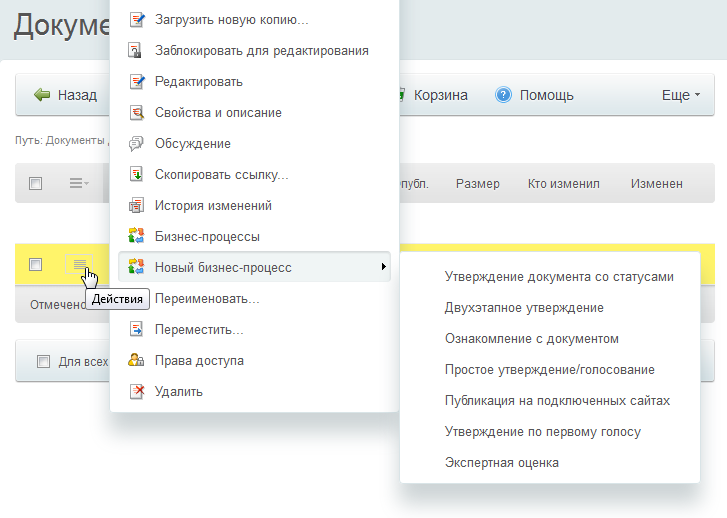 Докуме
Загрузить новую копию...
Заблокировать для редактирования
Редактировать
Свойства и описание
Обсуждение
Скопировать ссылку...
История изменений
Бизнес-процессы
Новый бизнес-процесс
Переименовать...
Переместить...
Права доступа
Удалить
Назад
Корзина
Помощь
Еще
Путь: Документы
публ.
Размер
Кто изменил
Изменен
Действия
Отмечено
Для всех
Утверждение документа со статусами
Двухэтапное утверждение
Ознакомление с документом
Простое утверждение/голосование
Публикация на подключенных сайтах
Утверждение по первому голосу
Экспертная оценка